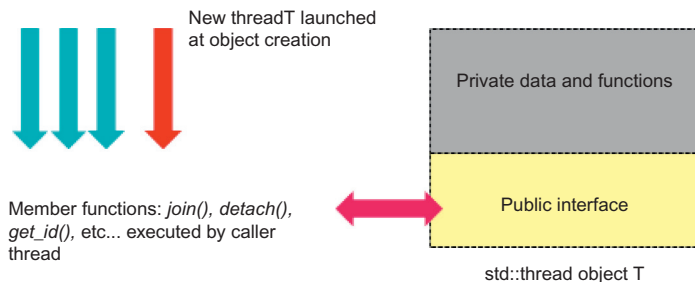 New threadT launched
at object creation
Private data and functions
Member functions: join(), detach(),
get_id(), etc... executed by caller
thread
Public interface
std::thread object T